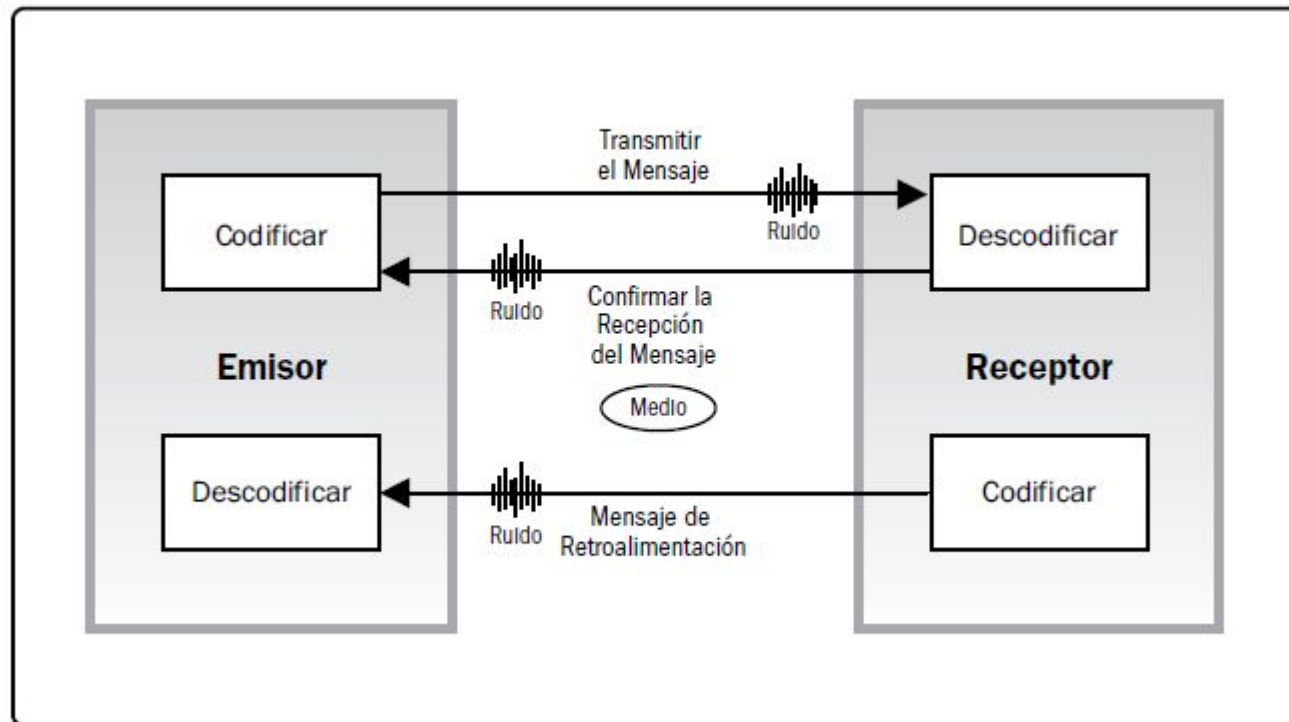 Transmitir
el Mensaje
Codificar
Ruido
Descodificar
Ruido
Confirmar la
Recepción
del Mensaje
Emisor
Receptor
Medio
Descodificar
Ruido
Codificar
Mensaje de
Retroalimentación